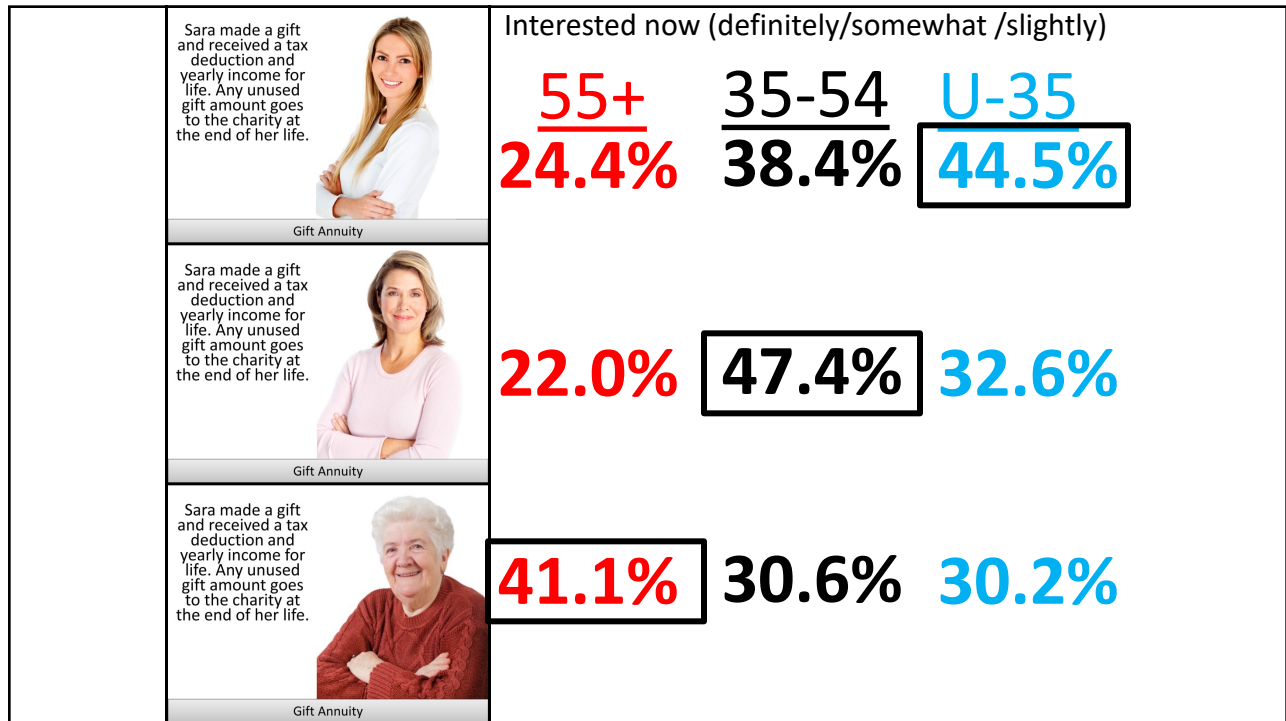 Interested now (definitely/somewhat /slightly)
55+ 35-54 U-35
Sara made a gift
and received a tax
deduction and
yearly income for
life. Any unused
gift amount goes
to the charity at
the end of her life.
24.4% 38.4% 44.5%
Gift Annuity
Sara made a gift
and received a tax
deduction and
yearly income for
life. Any unused
gift amount goes
to the charity at
the end of her life.
22.0% 47.4% 32.6%
Gift Annuity
Sara made a gift
and received a tax
deduction and
yearly income for
life. Any unused
gift amount goes
to the charity at
the end of her life.
41.1% 30.6% 30.2%
Gift Annuity